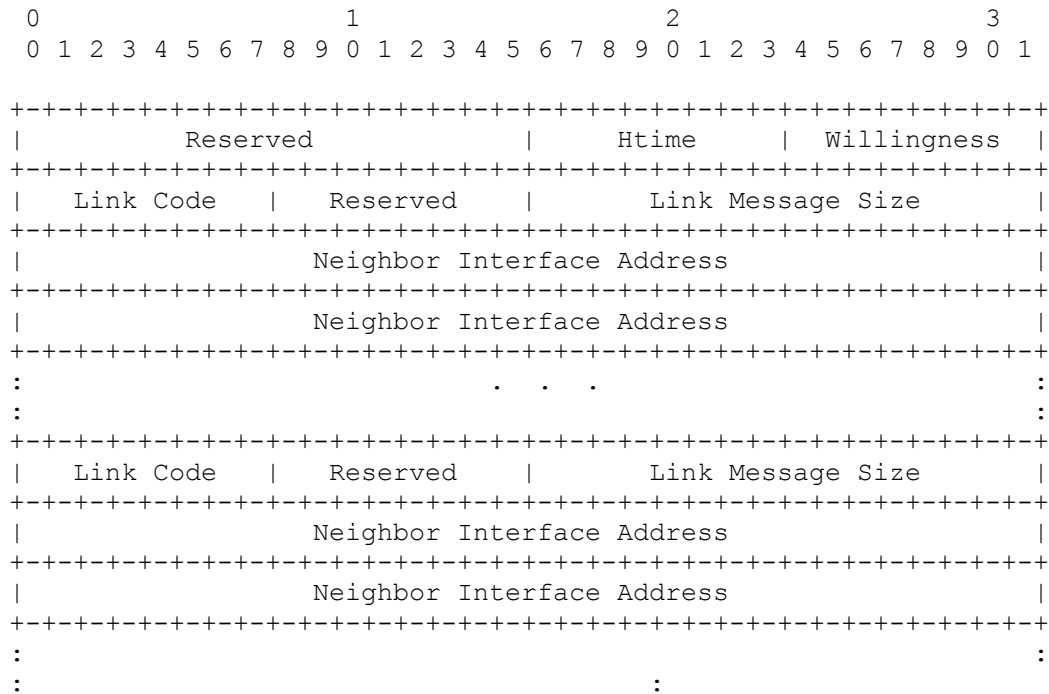 0                   1                   2                   3
 0 1 2 3 4 5 6 7 8 9 0 1 2 3 4 5 6 7 8 9 0 1 2 3 4 5 6 7 8 9 0 1

+-+-+-+-+-+-+-+-+-+-+-+-+-+-+-+-+-+-+-+-+-+-+-+-+-+-+-+-+-+-+-+-+
|          Reserved             |     Htime     |  Willingness  |
+-+-+-+-+-+-+-+-+-+-+-+-+-+-+-+-+-+-+-+-+-+-+-+-+-+-+-+-+-+-+-+-+
|   Link Code   |   Reserved    |       Link Message Size       |
+-+-+-+-+-+-+-+-+-+-+-+-+-+-+-+-+-+-+-+-+-+-+-+-+-+-+-+-+-+-+-+-+
|                  Neighbor Interface Address                   |
+-+-+-+-+-+-+-+-+-+-+-+-+-+-+-+-+-+-+-+-+-+-+-+-+-+-+-+-+-+-+-+-+
|                  Neighbor Interface Address                   |
+-+-+-+-+-+-+-+-+-+-+-+-+-+-+-+-+-+-+-+-+-+-+-+-+-+-+-+-+-+-+-+-+
:                             .  .  .                           :
:                                                               :
+-+-+-+-+-+-+-+-+-+-+-+-+-+-+-+-+-+-+-+-+-+-+-+-+-+-+-+-+-+-+-+-+
|   Link Code   |   Reserved    |       Link Message Size       |
+-+-+-+-+-+-+-+-+-+-+-+-+-+-+-+-+-+-+-+-+-+-+-+-+-+-+-+-+-+-+-+-+
|                  Neighbor Interface Address                   |
+-+-+-+-+-+-+-+-+-+-+-+-+-+-+-+-+-+-+-+-+-+-+-+-+-+-+-+-+-+-+-+-+
|                  Neighbor Interface Address                   |
+-+-+-+-+-+-+-+-+-+-+-+-+-+-+-+-+-+-+-+-+-+-+-+-+-+-+-+-+-+-+-+-+
:                                                               :
:                                       :